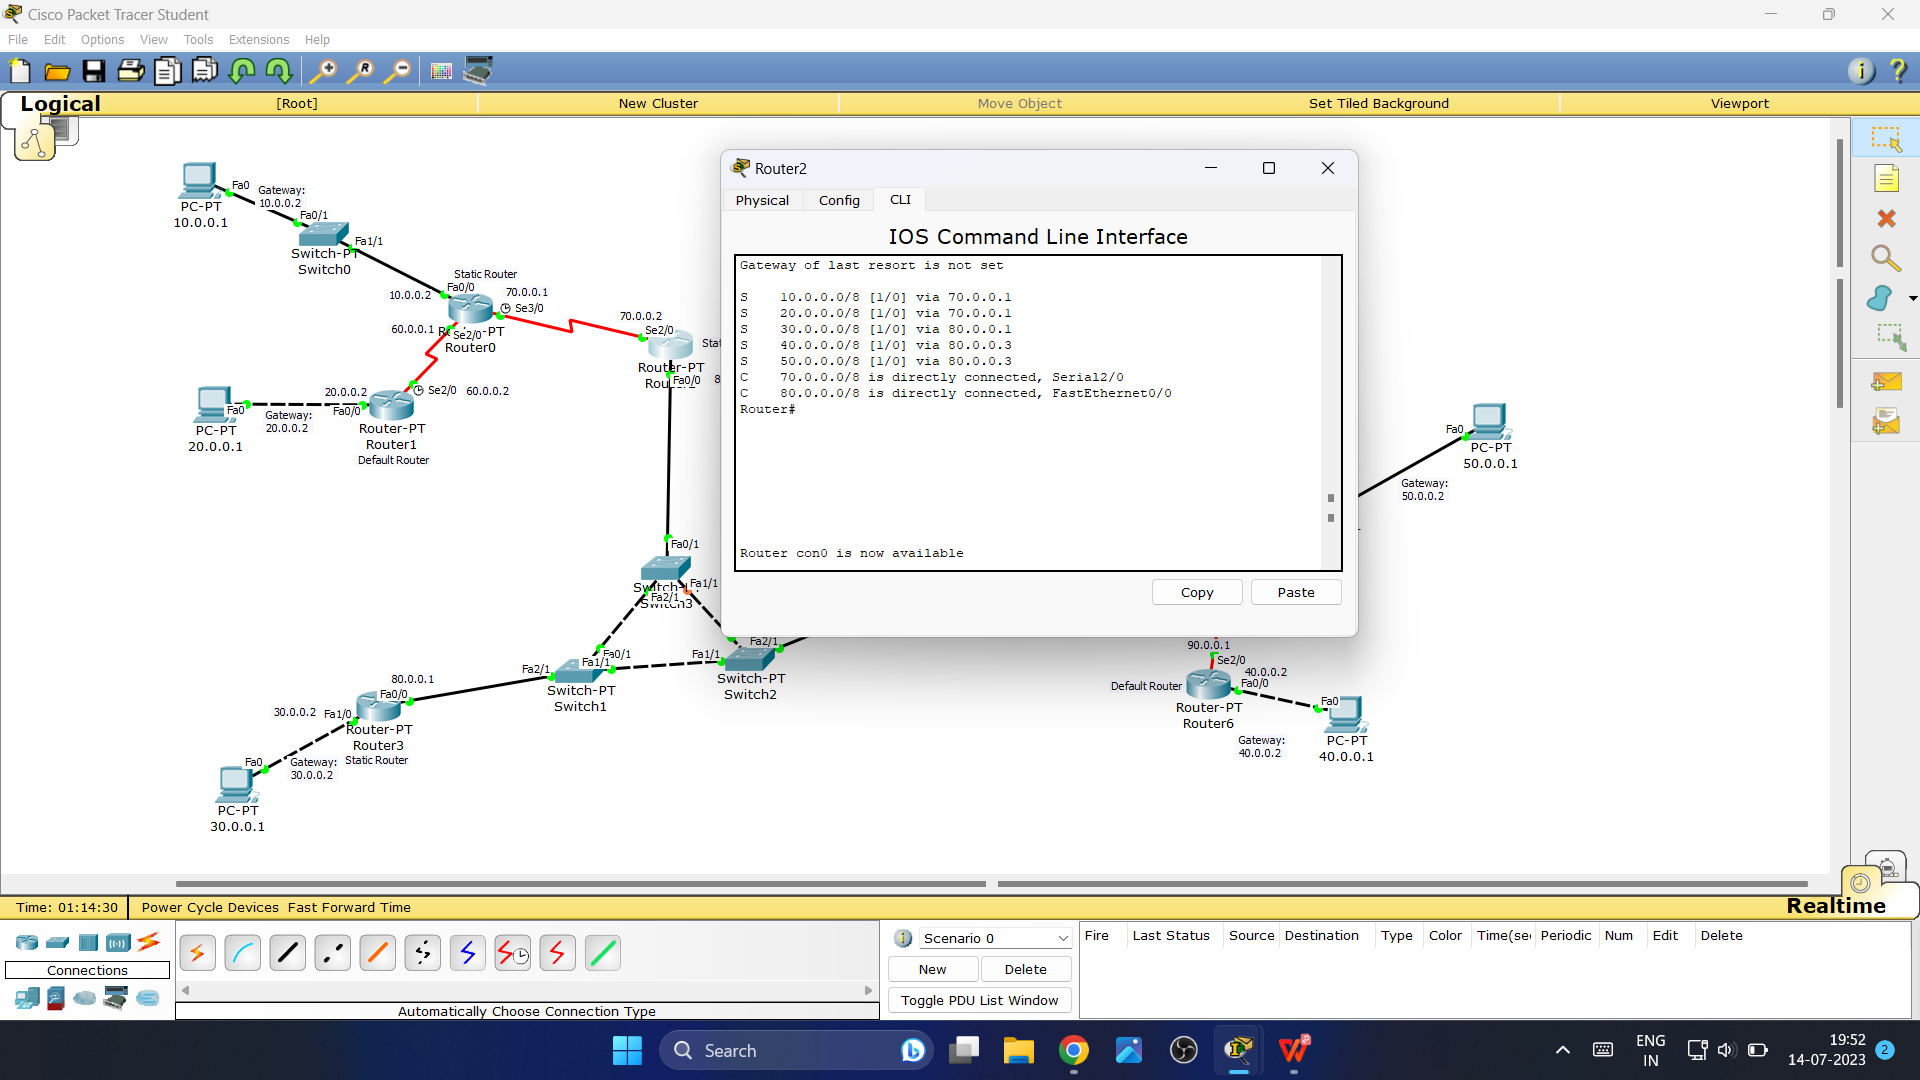 Cisco Packet Tracer Student
File Edit Options View Tools Extensions Help
Logical [Root] New Cluster Move Object Set Tiled Background Viewport
Fa0
Gateway:
10.0.0.2
PC-PT
10.0.0.1
Fa0/1
Fa1/1
Switch-PT
Switch0
Static Router
10.0.0.2
Fa0/0
70.0.0.1
Se3/0
60.0.0.1
Se2/0
Router0
70.0.0.2
Se2/0
Router-PT
Fa0/0
20.0.0.2
Se2/0
60.0.0.2
Fa0
Gateway:
20.0.0.2
Fa0/0
PC-PT
20.0.0.1
Router-PT
Router1
Default Router
Router2
Physical Config CLI
IOS Command Line Interface
Gateway of last resort is not set
S 10.0.0.0/8 [1/0] via 70.0.0.1
S 20.0.0.0/8 [1/0] via 70.0.0.1
S 30.0.0.0/8 [1/0] via 80.0.0.1
S 40.0.0.0/8 [1/0] via 80.0.0.3
S 50.0.0.0/8 [1/0] via 80.0.0.3
C 70.0.0.0/8 is directly connected, Serial2/0
C 80.0.0.0/8 is directly connected, FastEthernet0/0
Router#
Router con0 is now available
Copy Paste
Fa0
PC-PT
50.0.0.1
Gateway:
50.0.0.2
Fa0/1
Fa1/1
Fa2/1
Switch3
Fa0/1
Fa1/1
Fa2/1
Switch-PT
Switch1
Fa1/1
Fa2/1
Switch-PT
Switch2
80.0.0.1
Fa0/0
30.0.0.2
Fa1/0
Router-PT
Router3
Static Router
Fa0
Gateway:
30.0.0.2
PC-PT
30.0.0.1
90.0.0.1
Se2/0
40.0.0.2
Fa0/0
Default Router
Router-PT
Router6
Fa0
Gateway:
40.0.0.2
PC-PT
40.0.0.1
Time: 01:14:30 Power Cycle Devices Fast Forward Time
Realtime
Connections
Automatically Choose Connection Type
Scenario 0
New Delete
Toggle PDU List Window
Fire Last Status Source Destination Type Color Time(sec Periodic Num Edit Delete
Search
ENG
IN
19:52
14-07-2023
2